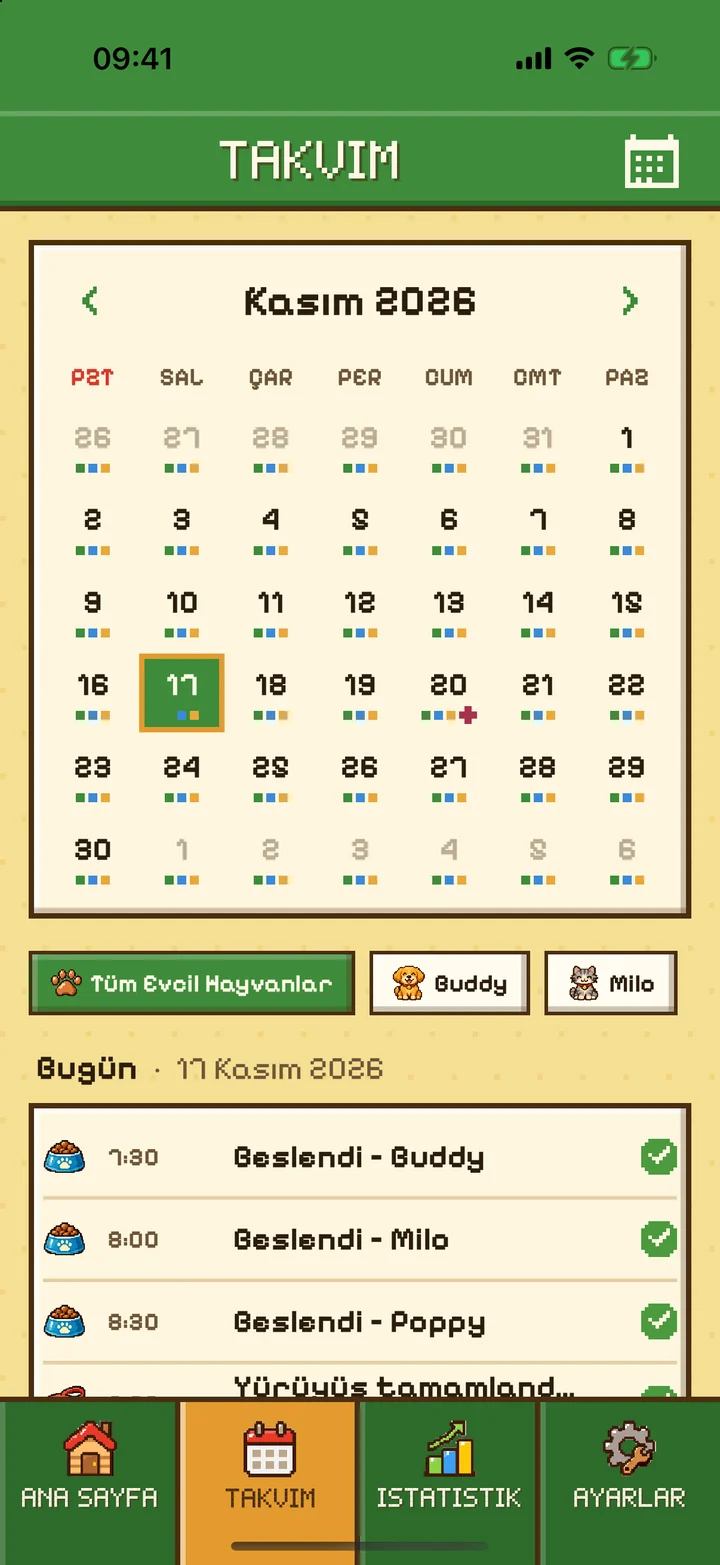 09:41
TAKVIM
Kasım 2026
PZT SAL ÇAR PER CUM CMT PAZ
26 27 28 29 30 31 1
2 3 4 5 6 7 8
9 10 11 12 13 14 15
16 17 18 19 20 21 22
23 24 25 26 27 28 29
30 1 2 3 4 5 6
Tüm Evcil Hayvanlar Buddy Milo
Bugün · 17 Kasım 2026
7:30 Beslendi - Buddy
8:00 Beslendi - Milo
8:30 Beslendi - Poppy
Yürüyüş tamamland...
ANA SAYFA TAKVIM ISTATISTIK AYARLAR